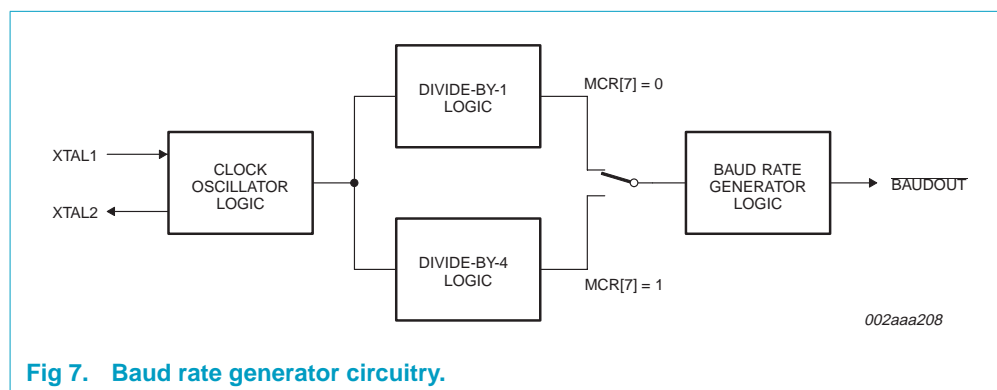 DIVIDE-BY-1
LOGIC
MCR[7] = 0
XTAL1
XTAL2
CLOCK
OSCILLATOR
LOGIC
BAUD RATE
GENERATOR
LOGIC
BAUDOUT
DIVIDE-BY-4
LOGIC
MCR[7] = 1
002aaa208
Fig 7. Baud rate generator circuitry.